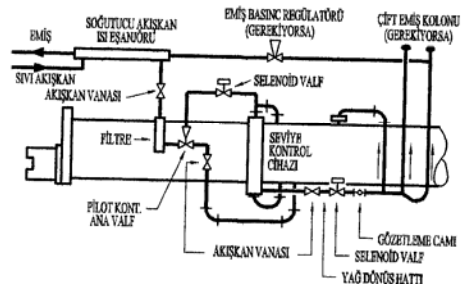 SOĞUTUCU AKIŞKAN
ISI EŞANJÖRÜ
EMİŞ BASINC REGÜLATÖRÜ
(GEREKİYORSA)
ÇİFT EMİŞ KOLONU
(GEREKİYORSA)
EMİŞ
SIVI AKIŞKAN
AKIŞKAN VANASI
SELENOİD VALF
FİLTRE
SEVİYE
KONTROL
CİHAZI
PİLOT KONT.
ANA VALF
AKIŞKAN VANASI
GÖZETLEME CAMI
SELENOİD VALF
YAĞ DÖNÜŞ HATTI